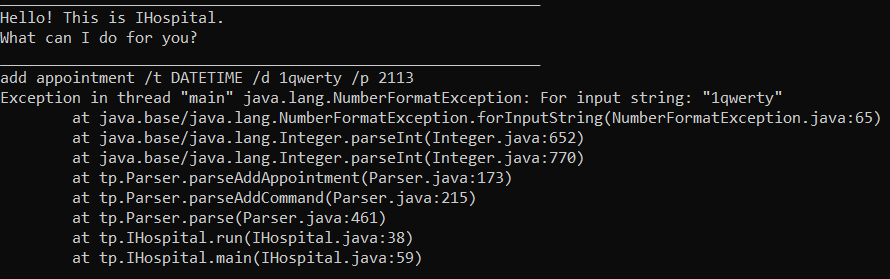 Hello! This is IHospital.
What can I do for you?
add appointment /t DATETIME /d 1qwerty /p 2113
Exception in thread "main" java.lang.NumberFormatException: For input string: "1qwerty"
        at java.base/java.lang.NumberFormatException.forInputString(NumberFormatException.java:65)
        at java.base/java.lang.Integer.parseInt(Integer.java:652)
        at java.base/java.lang.Integer.parseInt(Integer.java:770)
        at tp.Parser.parseAddAppointment(Parser.java:173)
        at tp.Parser.parseAddCommand(Parser.java:215)
        at tp.Parser.parse(Parser.java:461)
        at tp.IHospital.run(IHospital.java:38)
        at tp.IHospital.main(IHospital.java:59)